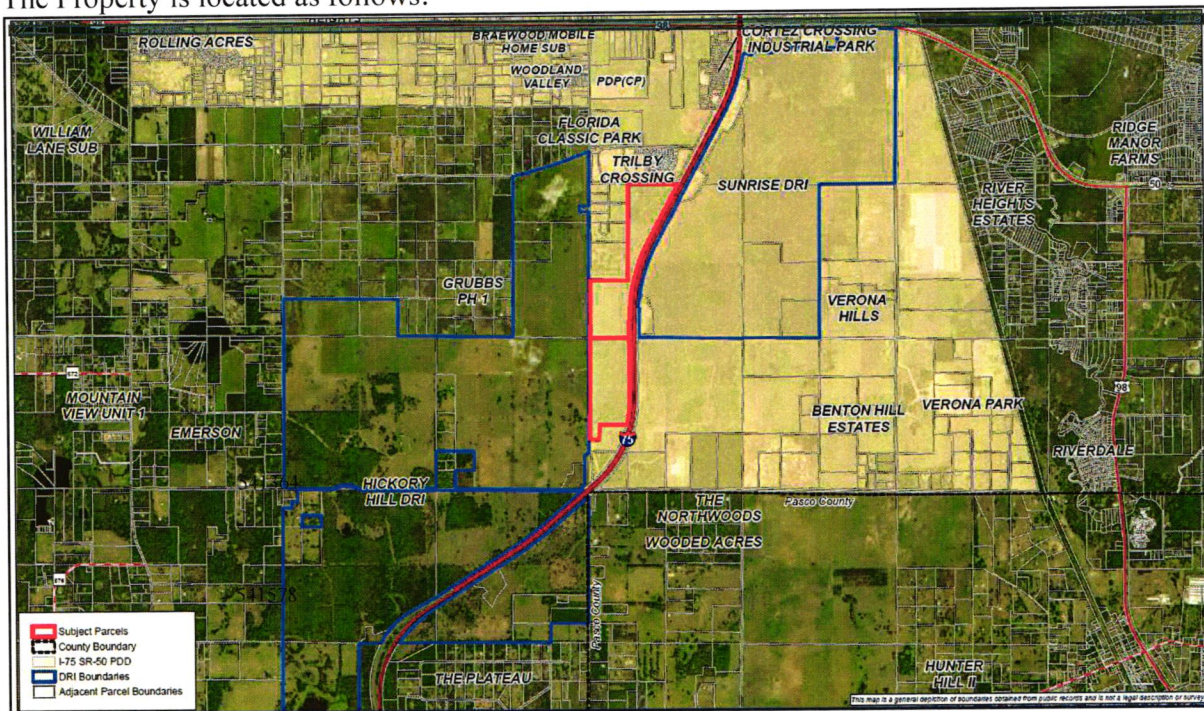 The Property is located as follows:
ROLLING ACRES
BRAEWOOD MOBILE
HOME SUB
CORTEZ CROSSING
INDUSTRIAL PARK
WOODLAND
VALLEY
PDP(CP)
WILLIAM
LANE SUB
FLORIDA
CLASSIC PARK
RIDGE
MANOR
FARMS
TRILBY
CROSSING
SUNRISE DRI
50
RIVER
HEIGHTS
ESTATES
GRUBBS
PH 1
VERONA
HILLS
572
MOUNTAIN
VIEW UNIT 1
98
EMERSON
BENTON HILL
ESTATES
VERONA PARK
75
RIVERDALE
HICKORY
HILL DRI
THE
NORTHWOODS
Pasco County
WOODED ACRES
Pasco County
THE PLATEAU
HUNTER
HILL II
Subject Parcels
County Boundary
I-75 SR-50 PDD
DRI Boundaries
Adjacent Parcel Boundaries
This map is a general depiction of boundaries obtained from public records and is not a legal description or survey